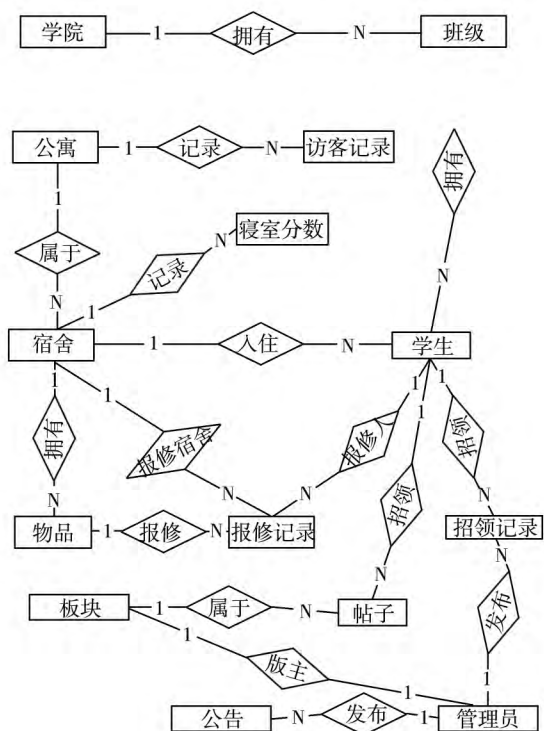 学院 1 拥有 N 班级
公寓 1 记录 N 访客记录
拥有
1
属于
记录 N 寝室分数
N
N 1
宿舍 1 入住 N 学生
1 1 1 1 1
拥有
报修宿舍
报修人
招领
招领
N N N N
物品 1 报修 N 报修记录
招领记录
N
N
发布
板块 1 属于 N 帖子
1
版主
1 1
公告 N 发布 1 管理员